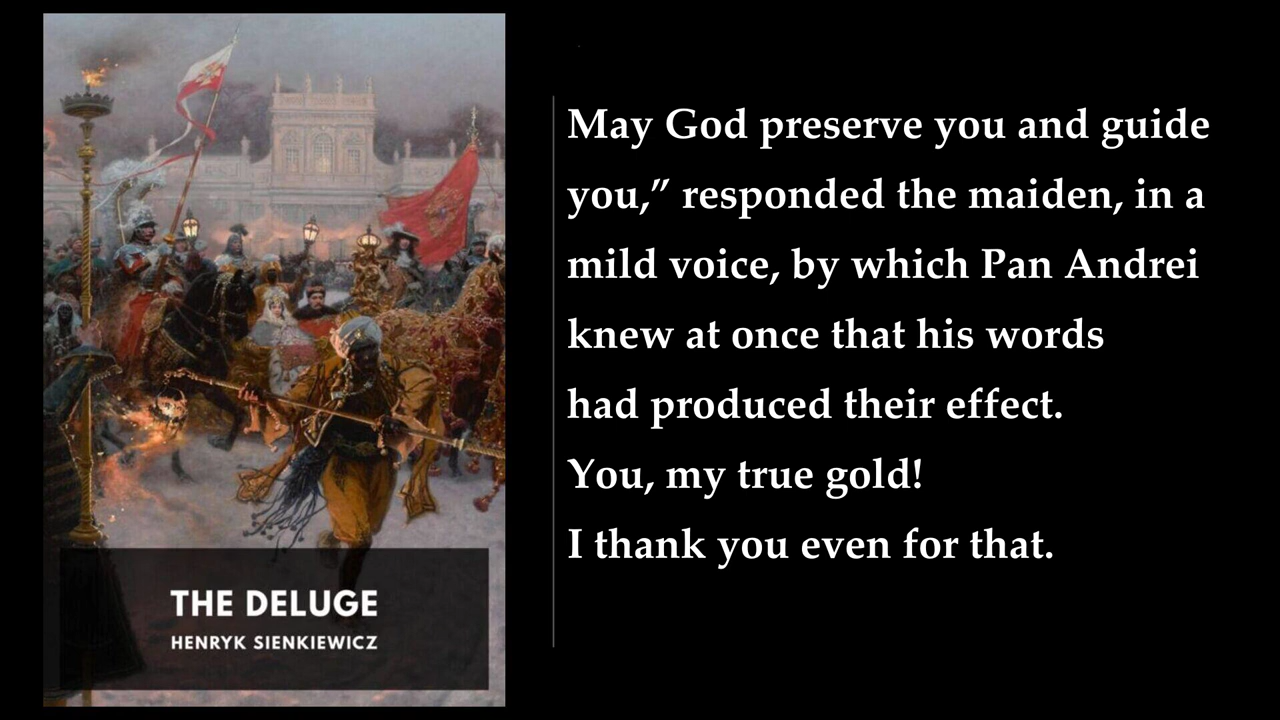 THE DELUGE
HENRYK SIENKIEWICZ
May God preserve you and guide
you,” responded the maiden, in a
mild voice, by which Pan Andrei
knew at once that his words
had produced their effect.
You, my true gold!
I thank you even for that.